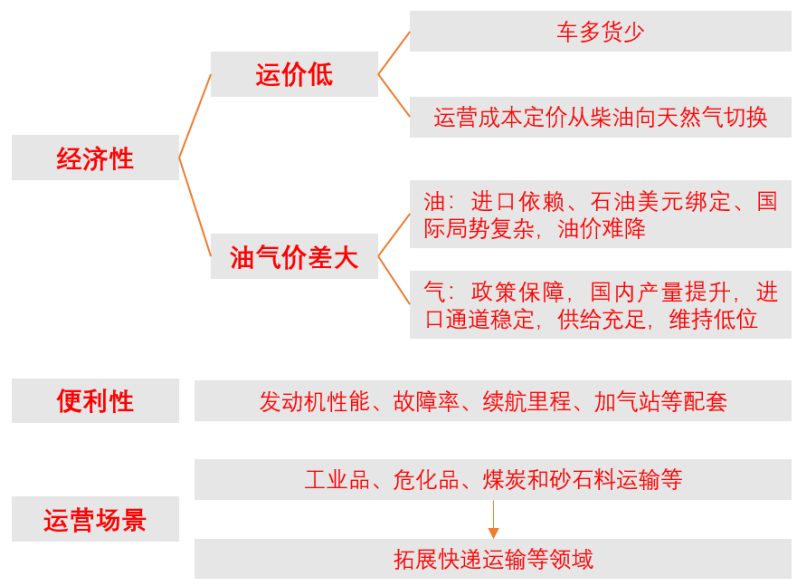 经济性
运价低
车多货少
运营成本定价从柴油向天然气切换
油气价差大
油：进口依赖、石油美元绑定、国
际局势复杂，油价难降
气：政策保障，国内产量提升，进
口通道稳定，供给充足，维持低位
便利性
发动机性能、故障率、续航里程、加气站等配套
运营场景
工业品、危化品、煤炭和砂石料运输等
拓展快递运输等领域